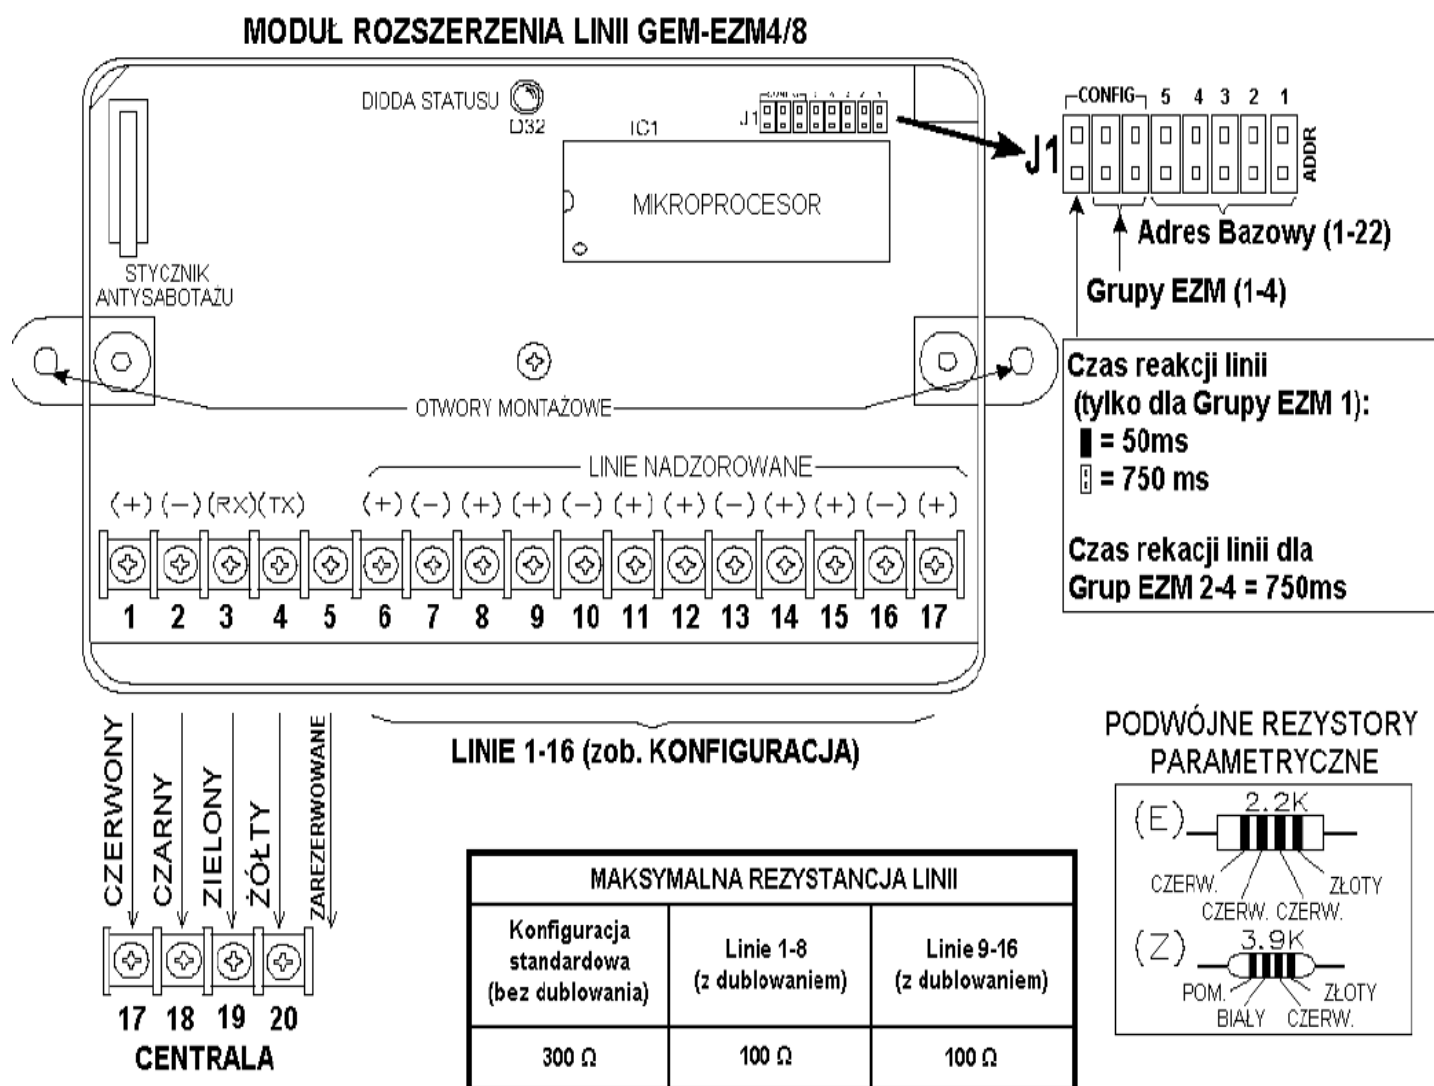 MODUŁ ROZSZERZENIA LINII GEM-EZM4/8
DIODA STATUSU
D32
J1
IC1
MIKROPROCESOR
STYCZNIK
ANTYSABOTAŻU
OTWORY MONTAŻOWE
CONFIG 5 4 3 2 1
J1
ADDR
Adres Bazowy (1-22)
Grupy EZM (1-4)
Czas reakcji linii
(tylko dla Grupy EZM 1):
= 50ms
= 750 ms
Czas rekacji linii dla
Grup EZM 2-4 = 750ms
LINIE NADZOROWANE
(+) (-) (RX) (TX) (+) (-) (+) (+) (-) (+) (+) (-) (+) (+) (-) (+)
1 2 3 4 5 6 7 8 9 10 11 12 13 14 15 16 17
LINIE 1-16 (zob. KONFIGURACJA)
CZERWONY
CZARNY
ZIELONY
ŻÓŁTY
ZAREZERWOWANE
17 18 19 20
CENTRALA
MAKSYMALNA REZYSTANCJA LINII
Konfiguracja
standardowa
(bez dublowania)
Linie 1-8
(z dublowaniem)
Linie 9-16
(z dublowaniem)
300 Ω 100 Ω 100 Ω
PODWÓJNE REZYSTORY
PARAMETRYCZNE
(E) 2.2K
CZERW. ZŁOTY
CZERW. CZERW.
(Z) 3.9K
POM. ZŁOTY
BIAŁY CZERW.